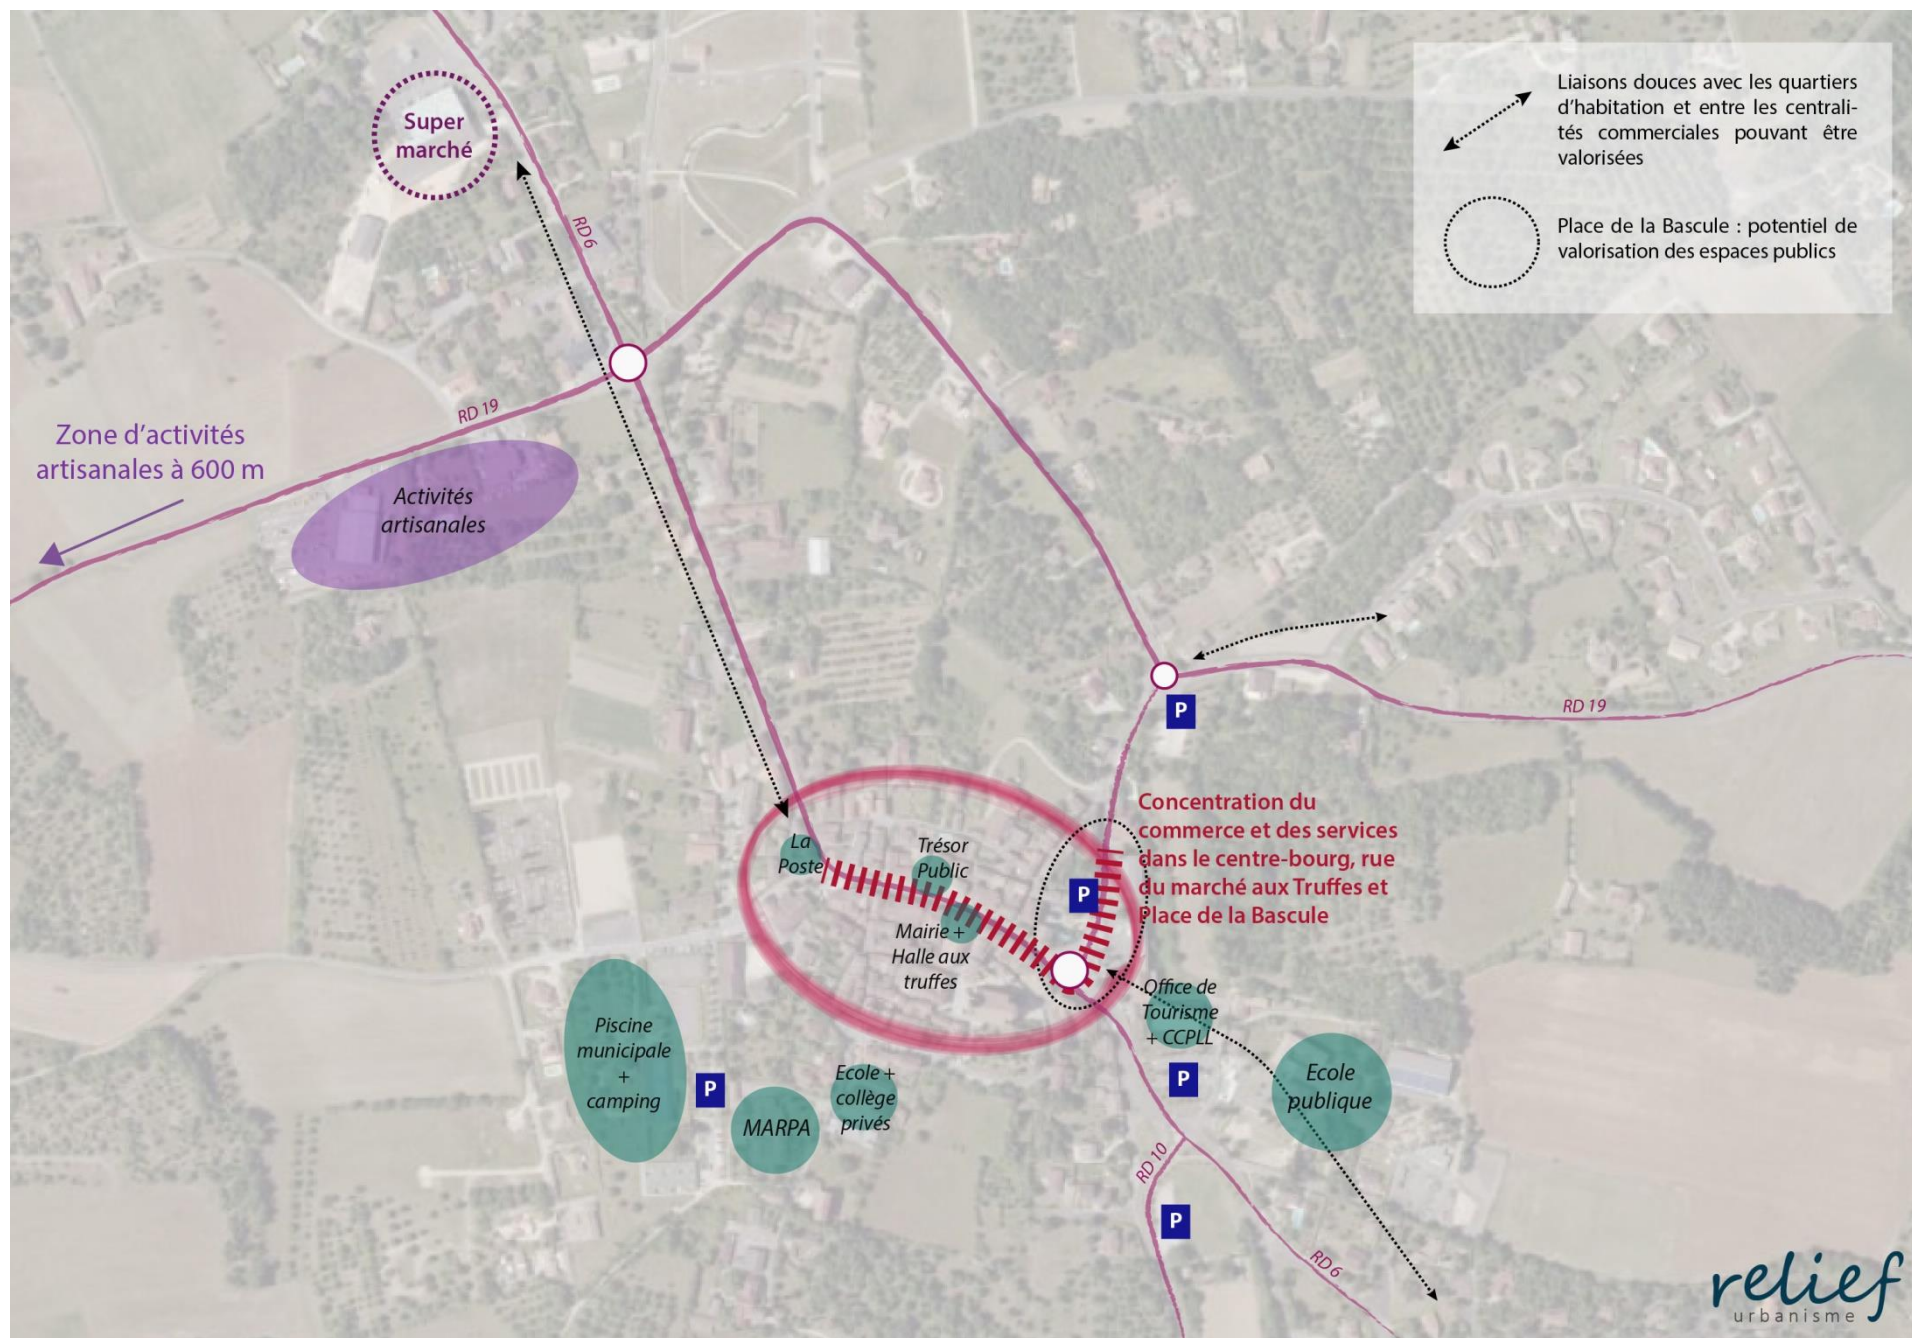 Liaisons douces avec les quartiers
d'habitation et entre les centrali-
tés commerciales pouvant être
valorisées
Place de la Bascule : potentiel de
valorisation des espaces publics
Super
marché
RD6
RD 19
Zone d'activités
artisanales à 600 m
Activités
artisanales
P
RD 19
Concentration du
commerce et des services
dans le centre-bourg, rue
du marché aux Truffes et
Place de la Bascule
La
Poste
Trésor
Public
P
Mairie +
Halle aux
truffes
Office de
Tourisme
+ CCPLL
Piscine
municipale
+
camping
P
MARPA
Ecole +
collège
privés
P
Ecole
publique
RD 10
P
RD6
relief
urbanisme